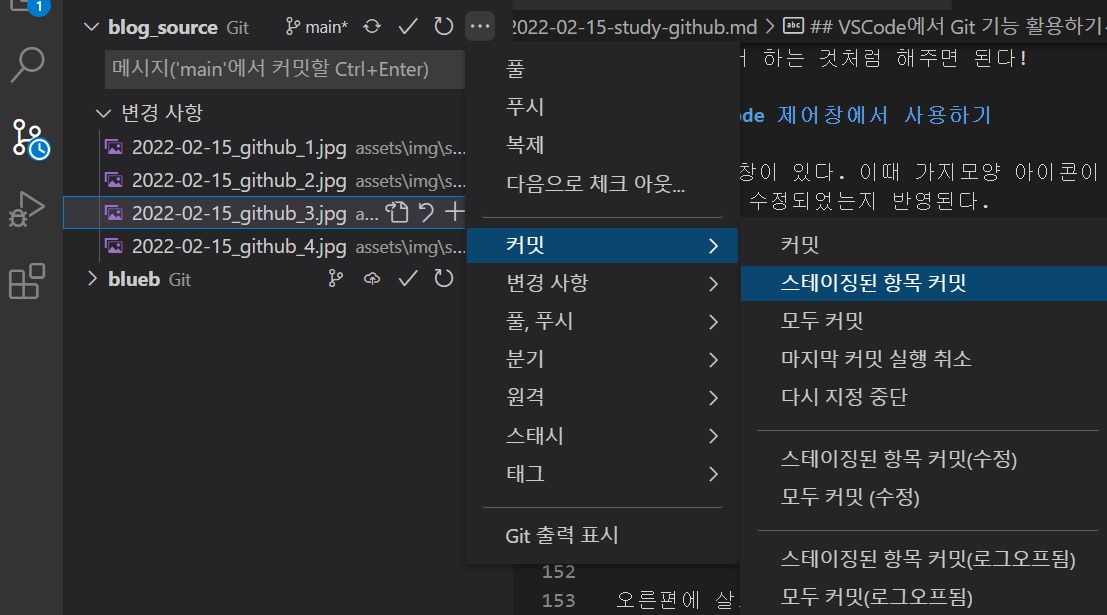 1
blog_source Git main*
2022-02-15-study-github.md > abc ## VSCode에서 Git 기능 활용하기
메시지('main'에서 커밋할 Ctrl+Enter)
변경 사항
2022-02-15_github_1.jpg assets\img\s...
2022-02-15_github_2.jpg assets\img\s...
2022-02-15_github_3.jpg a...
2022-02-15_github_4.jpg assets\img\s...
blueb Git
풀
푸시
복제
다음으로 체크 아웃...
커밋
변경 사항
풀, 푸시
분기
원격
스태시
태그
Git 출력 표시
하는 것처럼 해주면 된다!
제어창에서 사용하기
창이 있다. 이때 가지모양 아이콘이
수정되었는지 반영된다.
커밋
스테이징된 항목 커밋
모두 커밋
마지막 커밋 실행 취소
다시 지정 중단
스테이징된 항목 커밋(수정)
모두 커밋 (수정)
스테이징된 항목 커밋(로그오프됨)
모두 커밋(로그오프됨)
152
153 오른편에